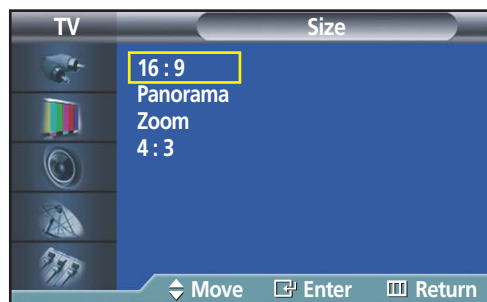 TV Size
16 : 9
Panorama
Zoom
4 : 3
Move Enter Return